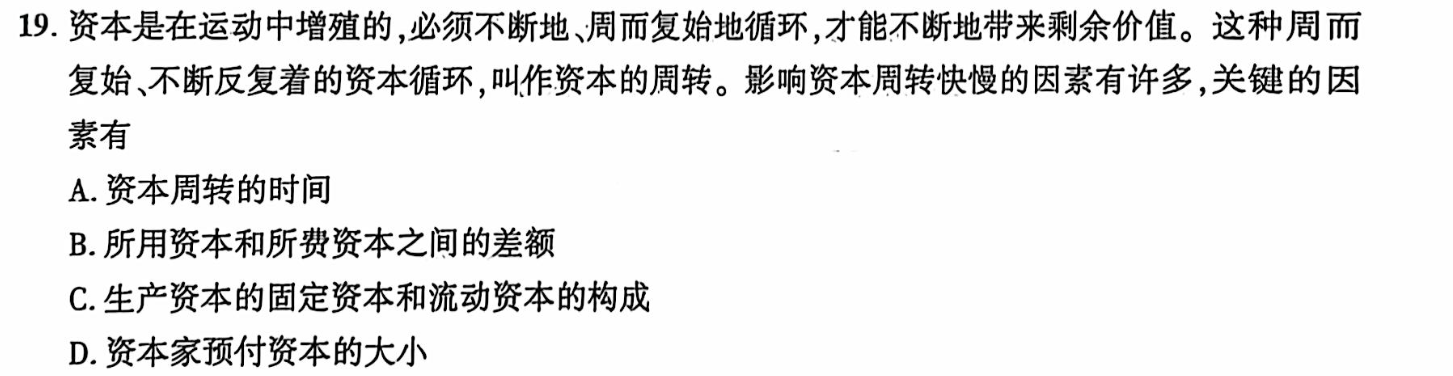 19. 资本是在运动中增殖的,必须不断地、周而复始地循环,才能不断地带来剩余价值。这种周而
复始、不断反复着的资本循环,叫作资本的周转。影响资本周转快慢的因素有许多,关键的因
素有
A. 资本周转的时间
B. 所用资本和所费资本之间的差额
C. 生产资本的固定资本和流动资本的构成
D. 资本家预付资本的大小